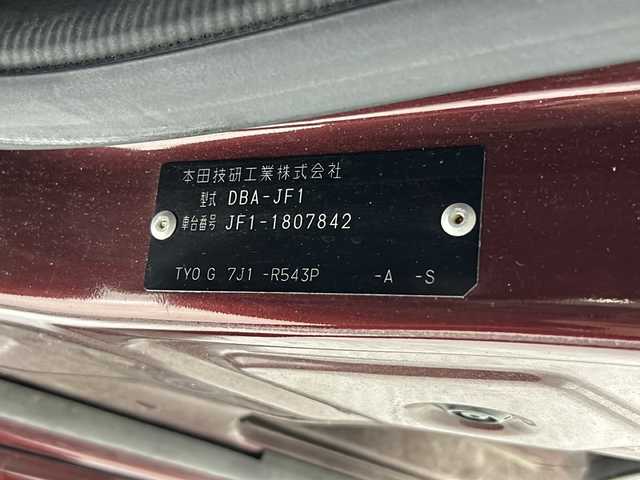 本田技研工業株式会社
型式 DBA-JF1
車台番号 JF1-1807842
TYO G 7J1 -R543P -A -S